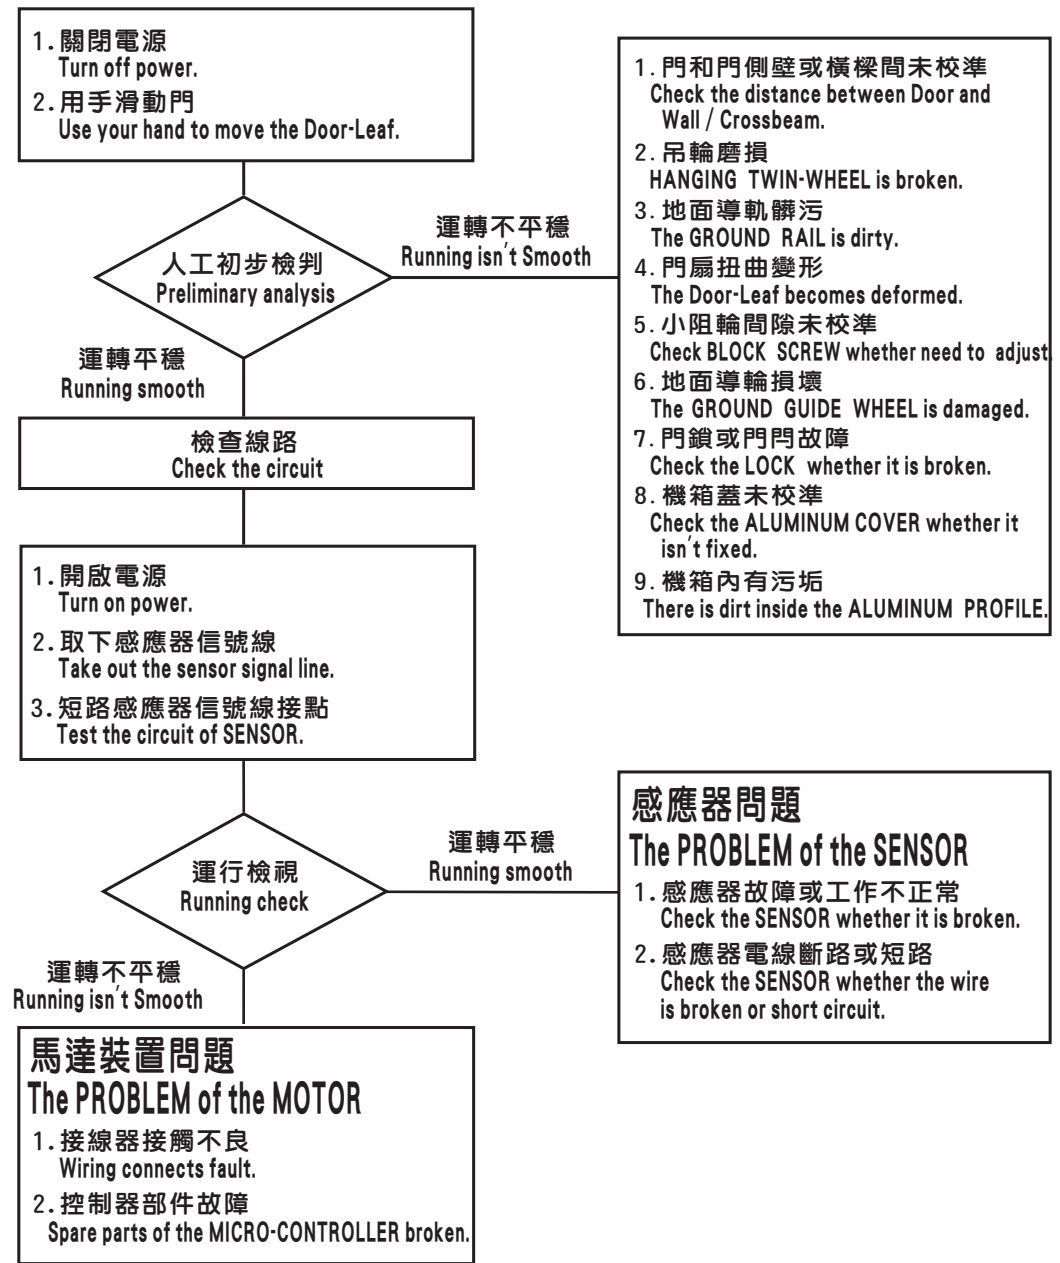 1.關閉電源
Turn off power.
2.用手滑動門
Use your hand to move the Door-Leaf.
人工初步檢判
Preliminary analysis
運轉不平穩
Running isn't Smooth
1.門和門側壁或橫樑間未校準
Check the distance between Door and
Wall / Crossbeam.
2.吊輪磨損
HANGING TWIN-WHEEL is broken.
3.地面導軌髒污
The GROUND RAIL is dirty.
4.門扇扭曲變形
The Door-Leaf becomes deformed.
5.小阻輪間隙未校準
Check BLOCK SCREW whether need to adjust.
6.地面導輪損壞
The GROUND GUIDE WHEEL is damaged.
7.門鎖或門閂故障
Check the LOCK whether it is broken.
8.機箱蓋未校準
Check the ALUMINUM COVER whether it
isn't fixed.
9.機箱內有污垢
There is dirt inside the ALUMINUM PROFILE.
運轉平穩
Running smooth
檢查線路
Check the circuit
1.開啟電源
Turn on power.
2.取下感應器信號線
Take out the sensor signal line.
3.短路感應器信號線接點
Test the circuit of SENSOR.
運行檢視
Running check
運轉平穩
Running smooth
感應器問題
The PROBLEM of the SENSOR
1.感應器故障或工作不正常
Check the SENSOR whether it is broken.
2.感應器電線斷路或短路
Check the SENSOR whether the wire
is broken or short circuit.
運轉不平穩
Running isn't Smooth
馬達裝置問題
The PROBLEM of the MOTOR
1.接線器接觸不良
Wiring connects fault.
2.控制器部件故障
Spare parts of the MICRO-CONTROLLER broken.